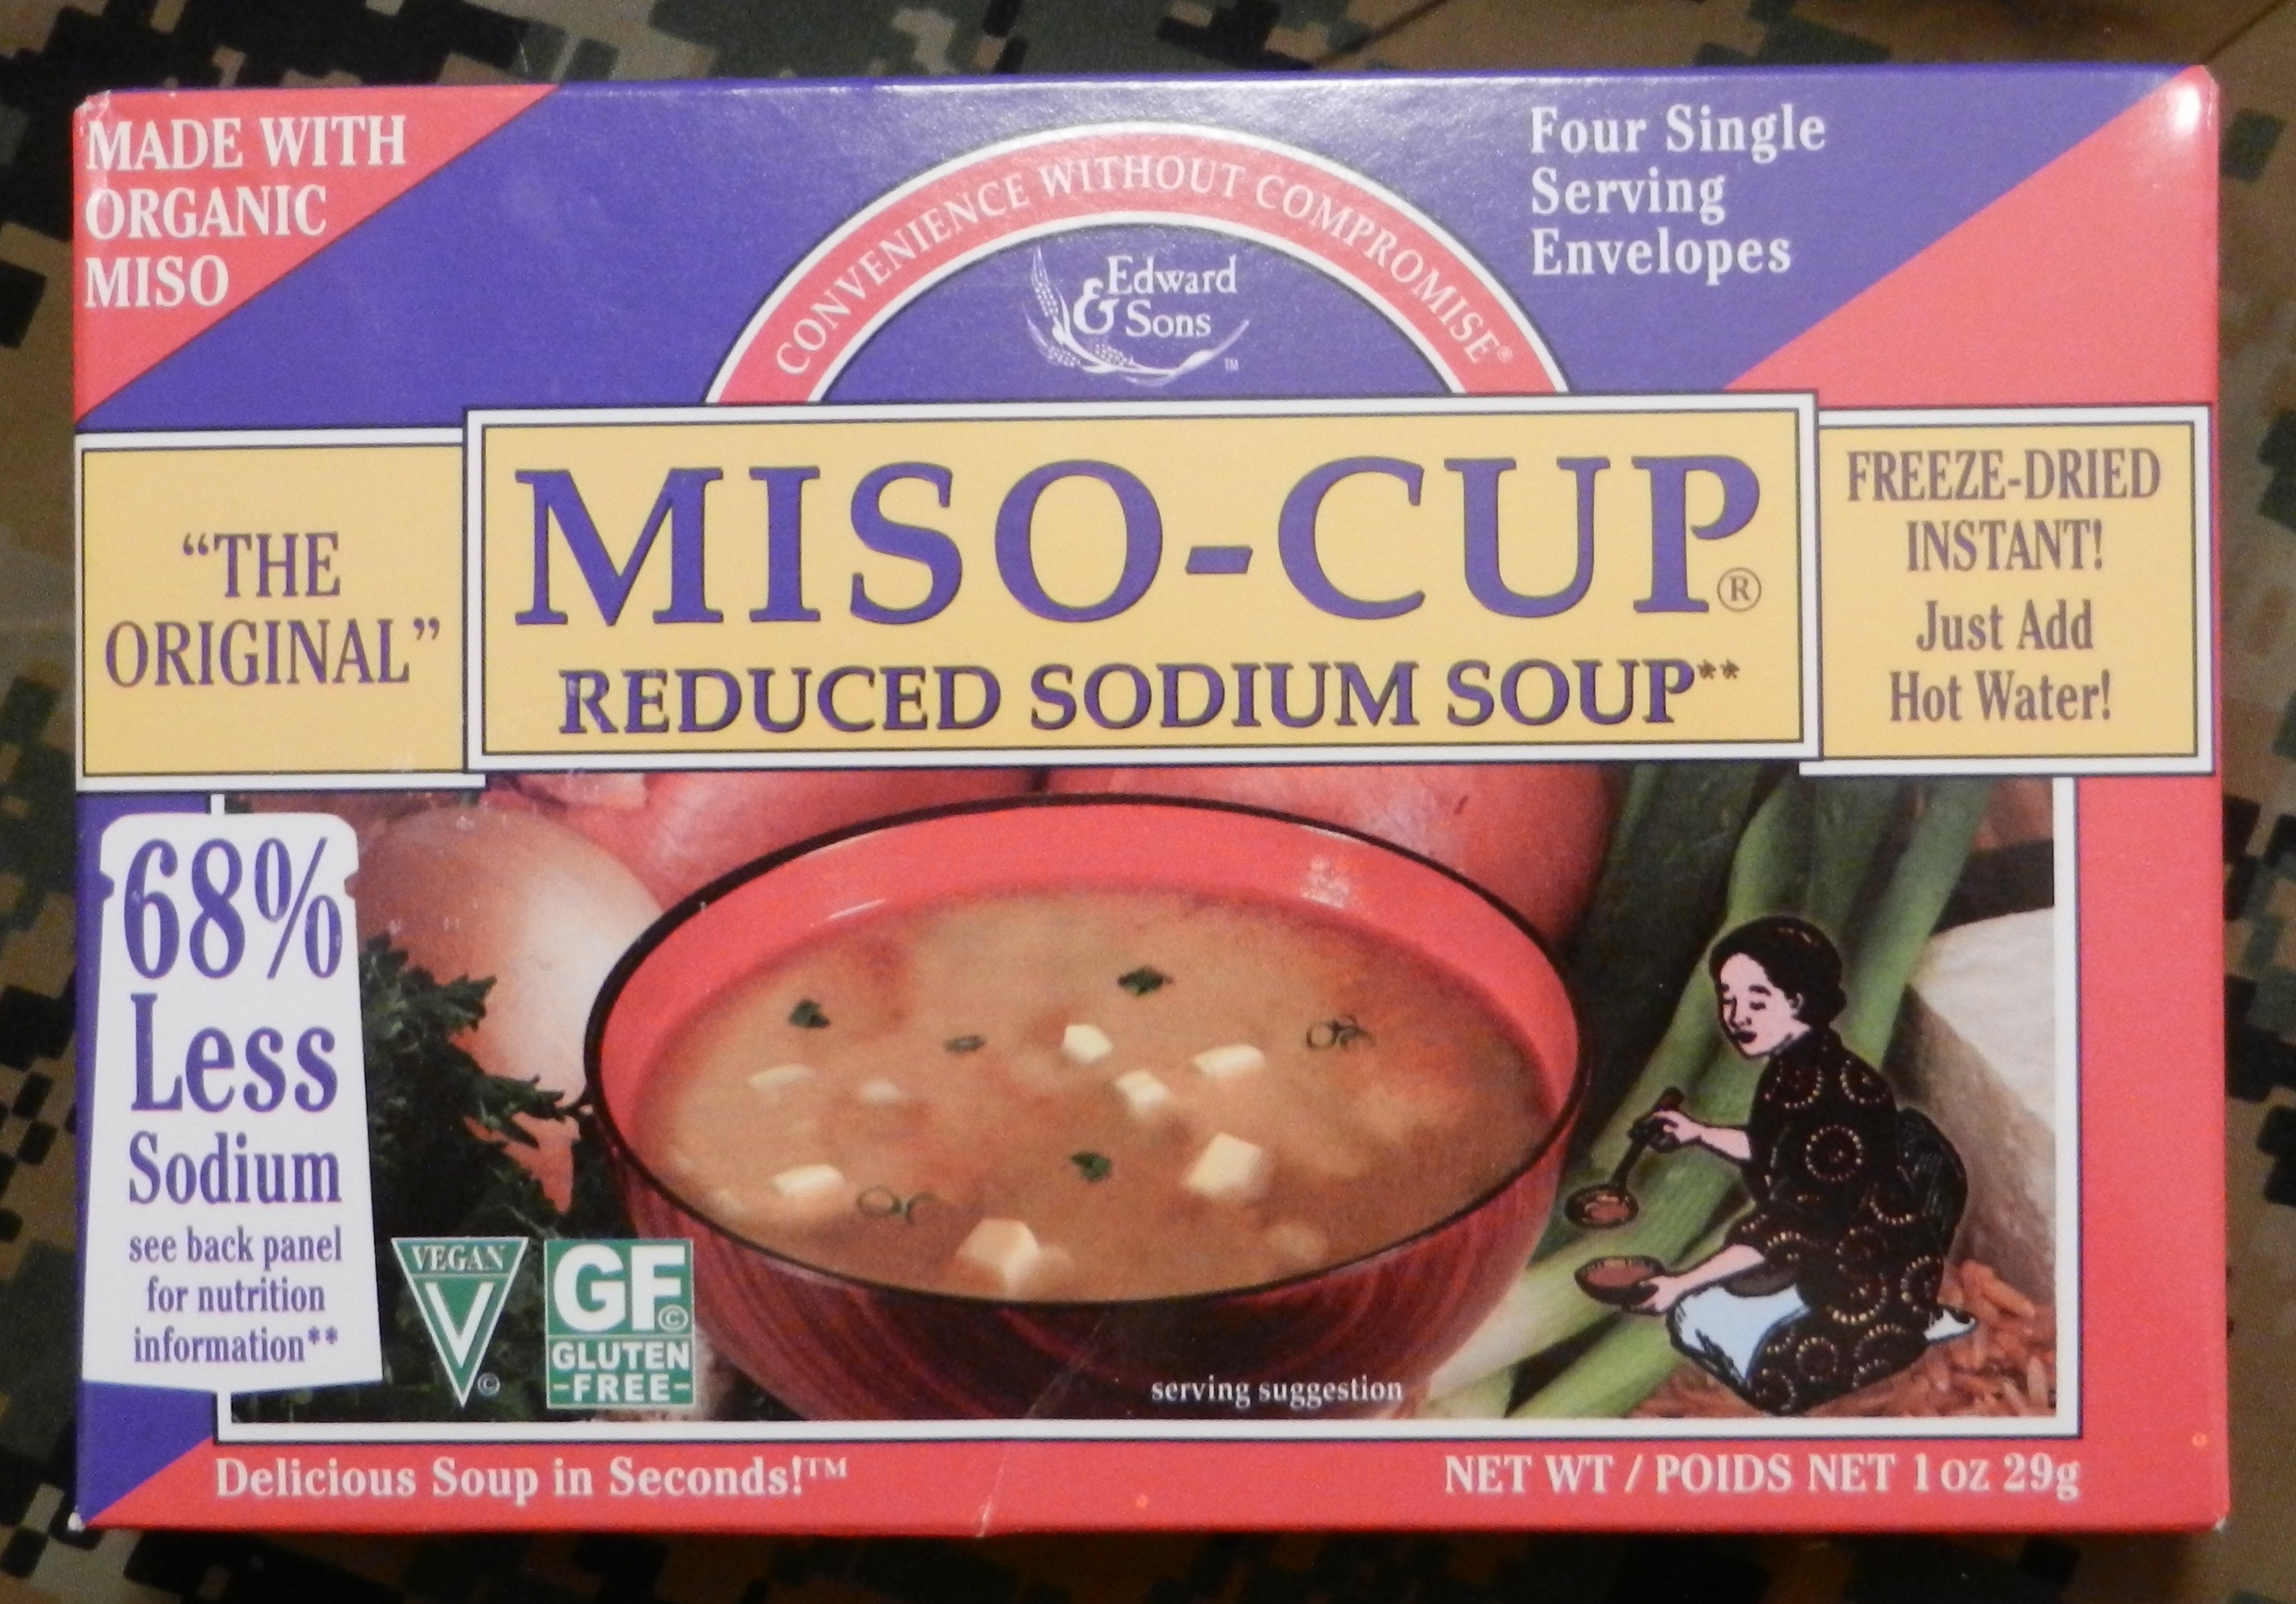 MADE WITH
ORGANIC
MISO
CONVENIENCE WITHOUT COMPROMISE®
Edward
& Sons
™
Four Single
Serving
Envelopes
“THE
ORIGINAL”
MISO-CUP®
REDUCED SODIUM SOUP**
FREEZE-DRIED
INSTANT!
Just Add
Hot Water!
68%
Less
Sodium
see back panel
for nutrition
information**
VEGAN
V
©
GF©
GLUTEN
-FREE-
serving suggestion
Delicious Soup in Seconds!™
NET WT / POIDS NET 1 oz 29g